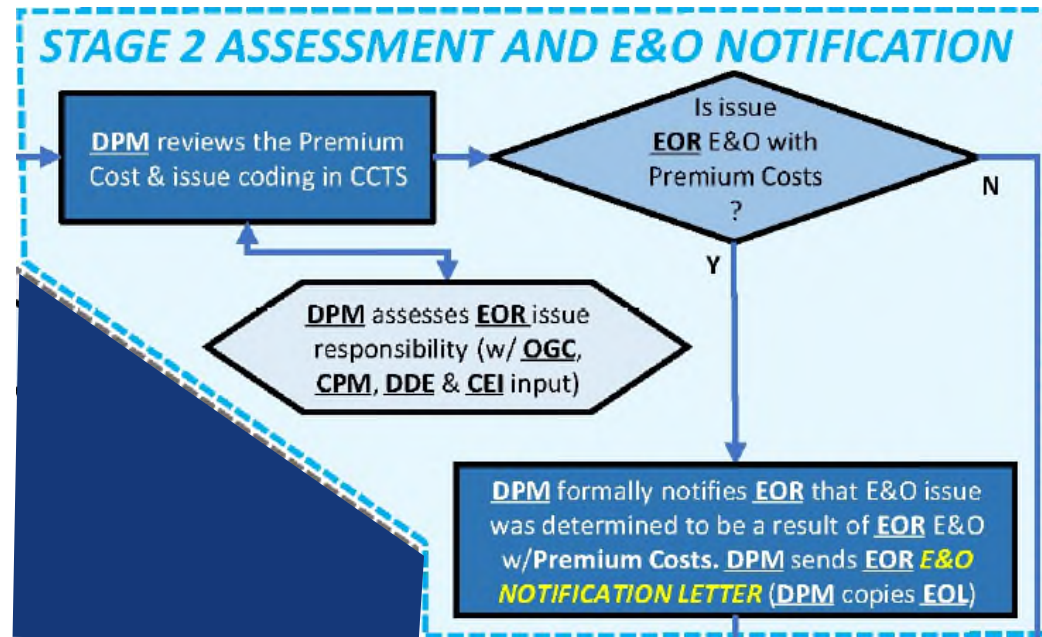 STAGE 2 ASSESSMENT AND E&O NOTIFICATION
DPM reviews the Premium
Cost & issue coding in CCTS
Is issue
EOR E&O with
Premium Costs
?
N
Y
DPM assesses EOR issue
responsibility (w/ OGC,
CPM, DDE & CEI input)
DPM formally notifies EOR that E&O issue
was determined to be a result of EOR E&O
w/Premium Costs. DPM sends EOR E&O
NOTIFICATION LETTER (DPM copies EOL)